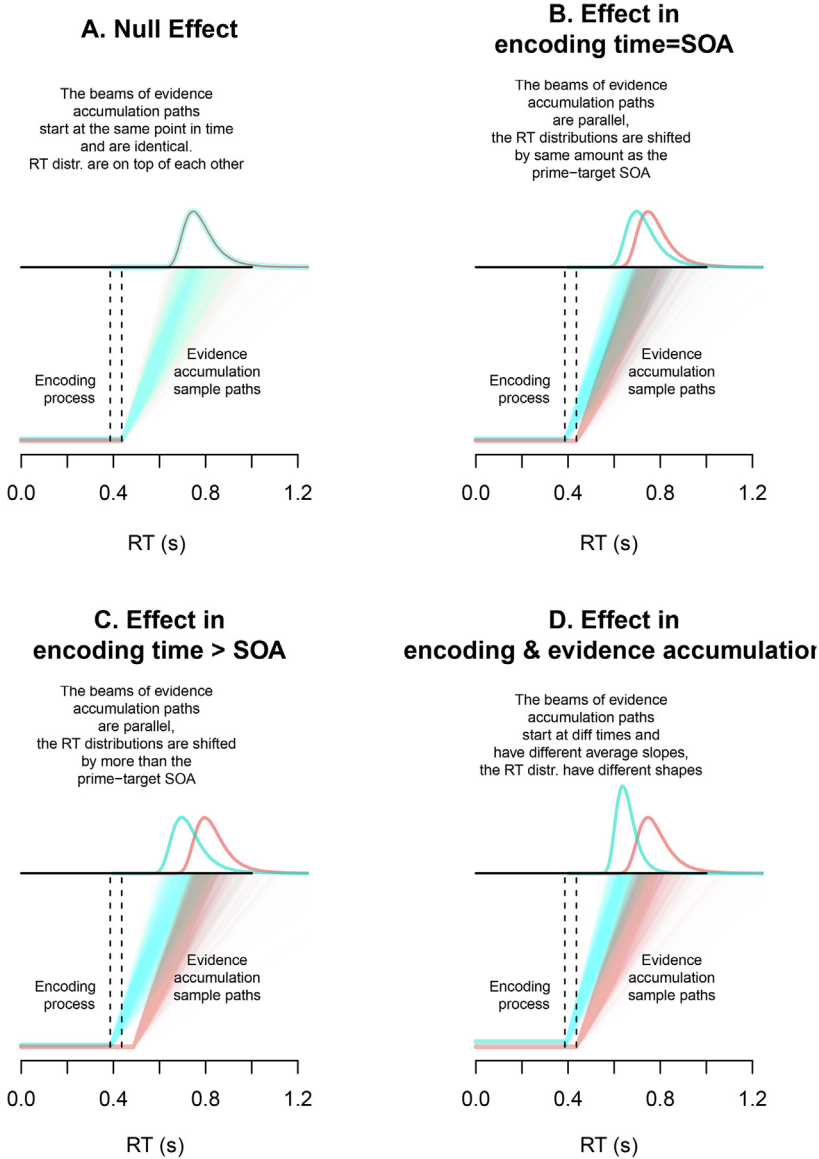 A. Null Effect
The beams of evidence
accumulation paths
start at the same point in time
and are identical.
RT distr. are on top of each other
Encoding
process
Evidence
accumulation
sample paths
0.0 0.4 0.8 1.2
RT (s)
B. Effect in
encoding time=SOA
The beams of evidence
accumulation paths
are parallel,
the RT distributions are shifted
by same amount as the
prime−target SOA
Encoding
process
Evidence
accumulation
sample paths
0.0 0.4 0.8 1.2
RT (s)
C. Effect in
encoding time > SOA
The beams of evidence
accumulation paths
are parallel,
the RT distributions are shifted
by more than the
prime−target SOA
Encoding
process
Evidence
accumulation
sample paths
0.0 0.4 0.8 1.2
RT (s)
D. Effect in
encoding & evidence accumulation
The beams of evidence
accumulation paths
start at diff times and
have different average slopes,
the RT distr. have different shapes
Encoding
process
Evidence
accumulation
sample paths
0.0 0.4 0.8 1.2
RT (s)